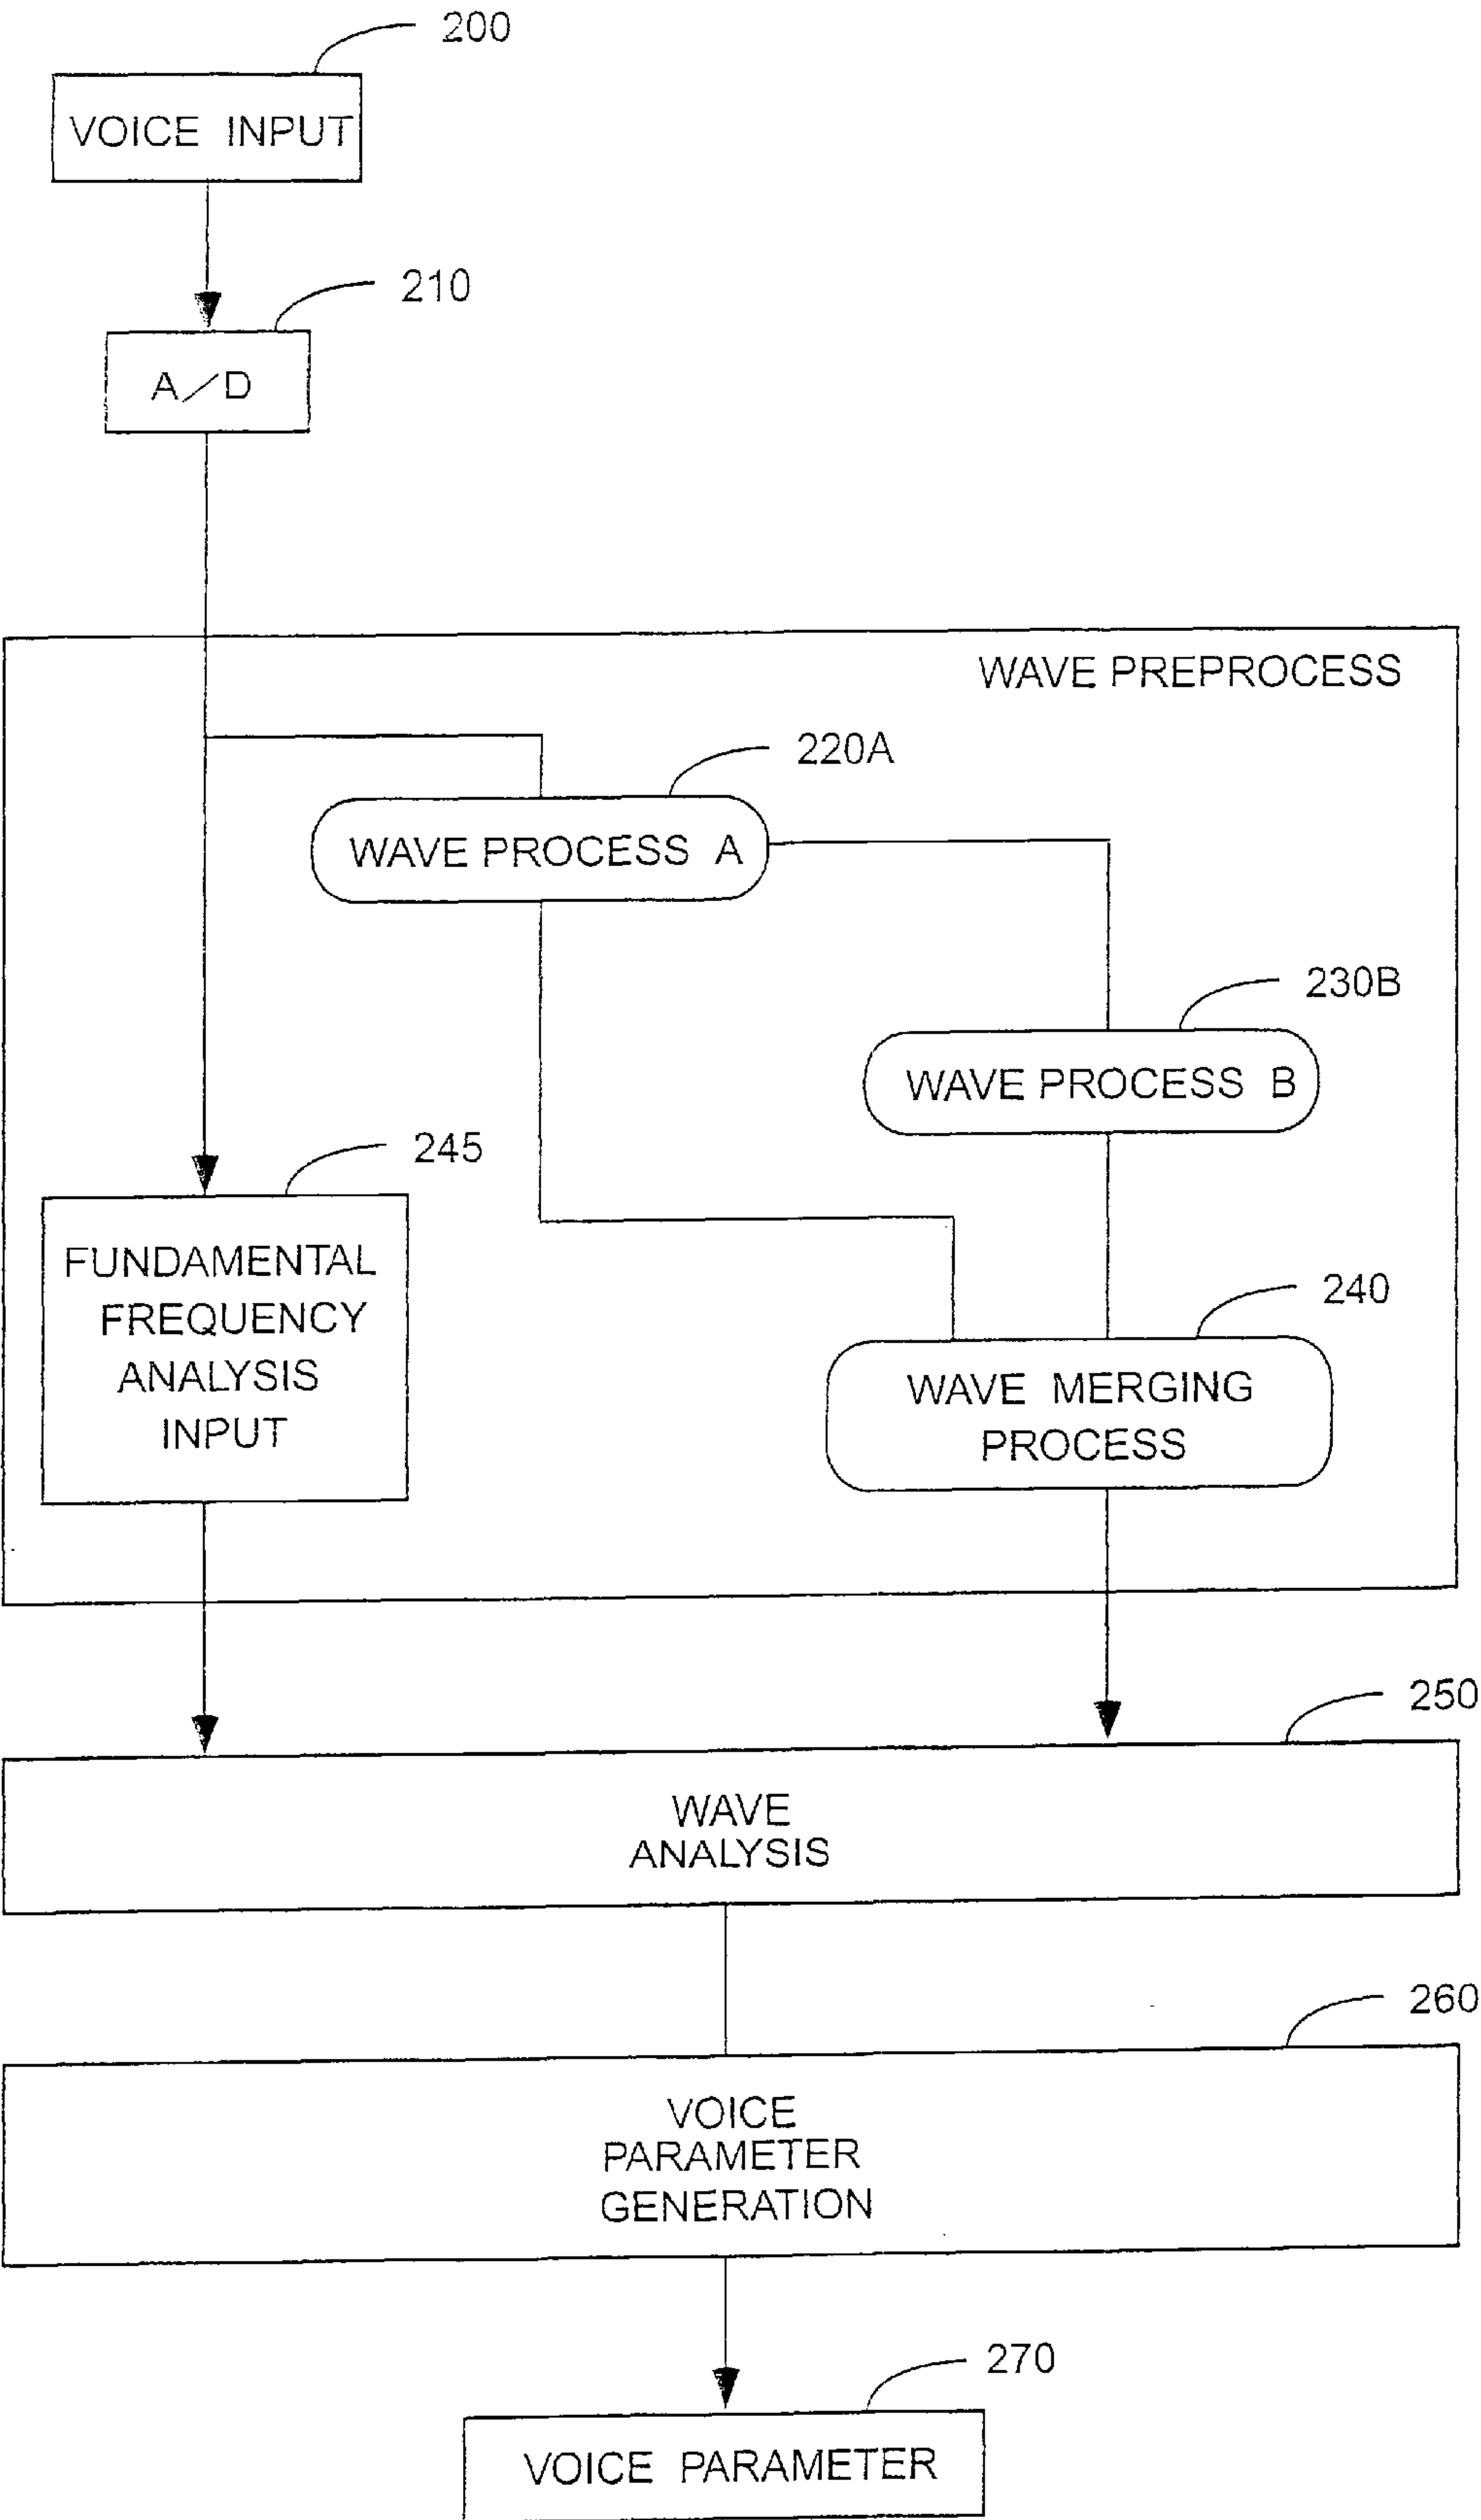 200
VOICE INPUT
210
A/D
WAVE PREPROCESS
220A
WAVE PROCESS A
230B
WAVE PROCESS B
245
FUNDAMENTAL
FREQUENCY
ANALYSIS
INPUT
240
WAVE MERGING
PROCESS
250
WAVE
ANALYSIS
260
VOICE
PARAMETER
GENERATION
270
VOICE PARAMETER